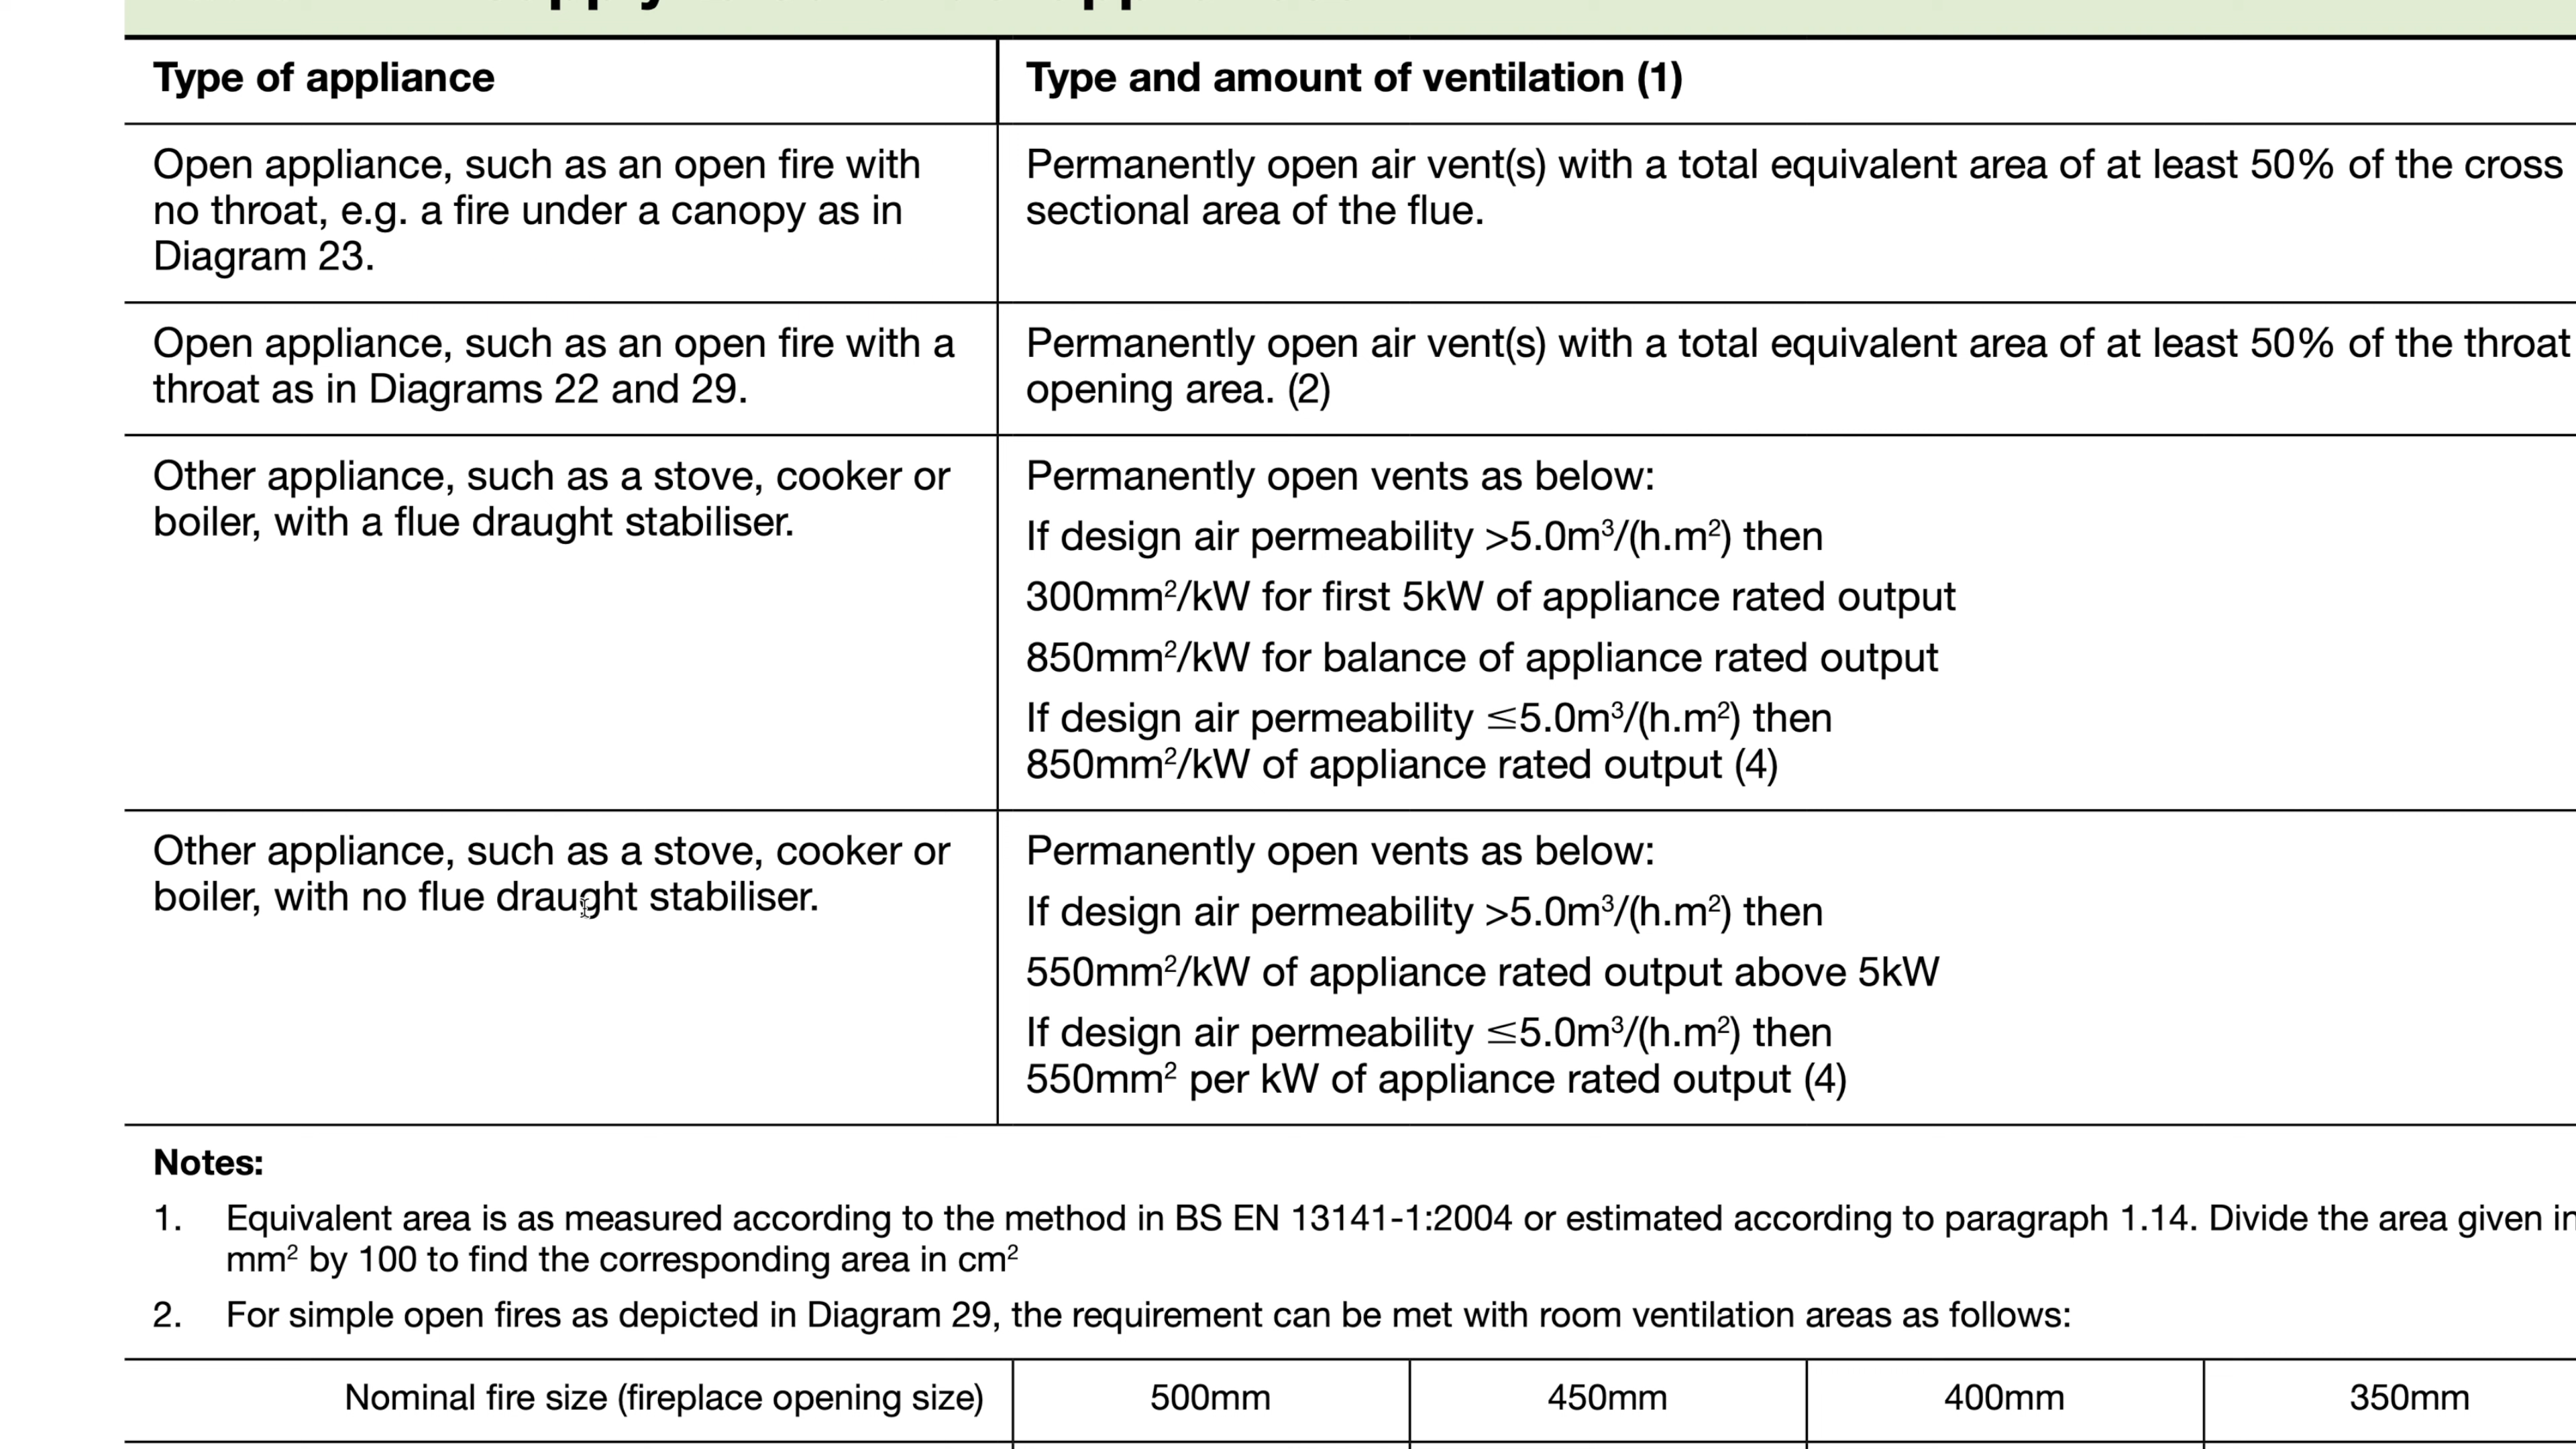 Type of appliance
Type and amount of ventilation (1)
Open appliance, such as an open fire with
no throat, e.g. a fire under a canopy as in
Diagram 23.
Permanently open air vent(s) with a total equivalent area of at least 50% of the cross
sectional area of the flue.
Open appliance, such as an open fire with a
throat as in Diagrams 22 and 29.
Permanently open air vent(s) with a total equivalent area of at least 50% of the throat
opening area. (2)
Other appliance, such as a stove, cooker or
boiler, with a flue draught stabiliser.
Permanently open vents as below:
If design air permeability >5.0m³/(h.m²) then
300mm²/kW for first 5kW of appliance rated output
850mm²/kW for balance of appliance rated output
If design air permeability ≤5.0m³/(h.m²) then
850mm²/kW of appliance rated output (4)
Other appliance, such as a stove, cooker or
boiler, with no flue draught stabiliser.
Permanently open vents as below:
If design air permeability >5.0m³/(h.m²) then
550mm²/kW of appliance rated output above 5kW
If design air permeability ≤5.0m³/(h.m²) then
550mm² per kW of appliance rated output (4)
Notes:
1. Equivalent area is as measured according to the method in BS EN 13141-1:2004 or estimated according to paragraph 1.14. Divide the area given in
mm² by 100 to find the corresponding area in cm²
2. For simple open fires as depicted in Diagram 29, the requirement can be met with room ventilation areas as follows:
Nominal fire size (fireplace opening size) 500mm 450mm 400mm 350mm